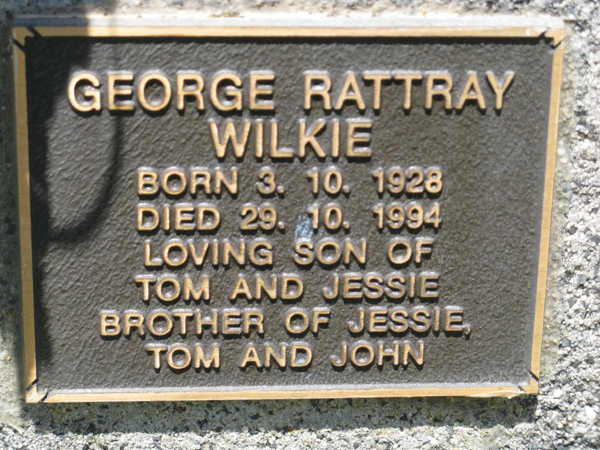 GEORGE RATTRAY
WILKIE
BORN 3. 10. 1928
DIED 29. 10. 1994
LOVING SON OF
TOM AND JESSIE
BROTHER OF JESSIE,
TOM AND JOHN